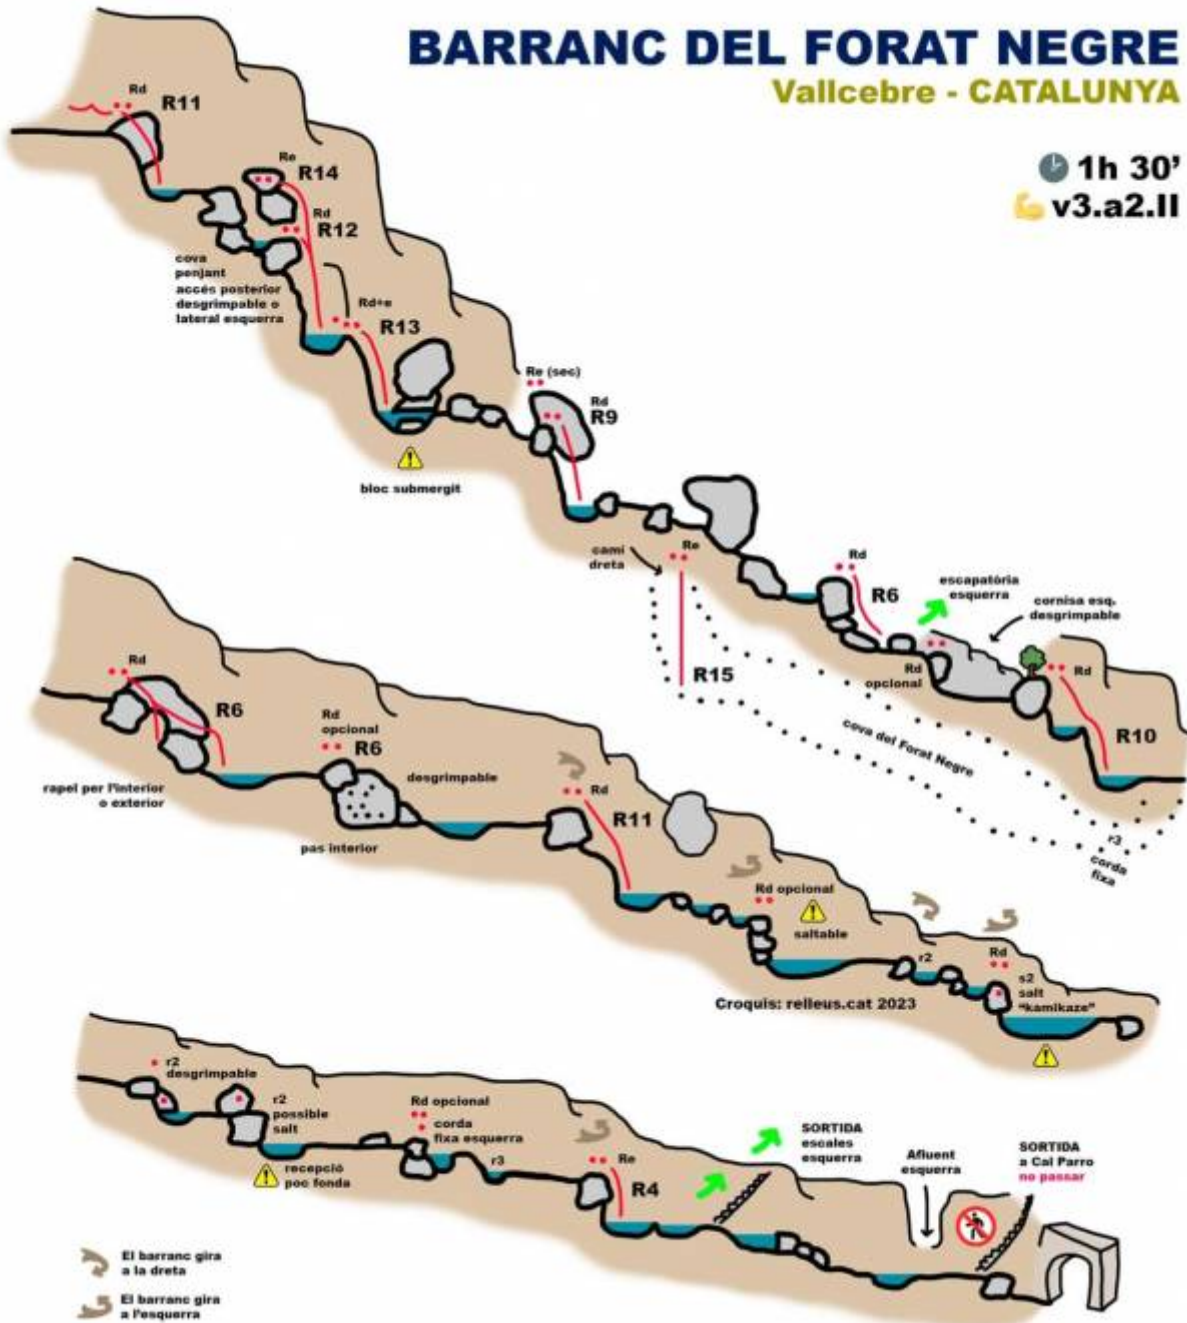 BARRANC DEL FORAT NEGRE
Vallcebre - CATALUNYA
1h 30’
v3.a2.II
Rd
R11
Re
R14
Rd
R12
cova
penjant
accés posterior
desgrimpable o
lateral esquerra
Rd+e
R13
bloc submergit
Re (sec)
Rd
R9
camí
dreta
Re
R15
Rd
R6
escapatòria
esquerra
cornisa esq.
desgrimpable
Rd
opcional
Rd
R10
cova del Forat Negre
r3
corda
fixa
Rd
R6
rapel per l’interior
o exterior
Rd
opcional
R6
desgrimpable
pas interior
Rd
R11
Rd opcional
saltable
r2
Rd
s2
salt
“kamikaze”
Croquis: relleus.cat 2023
r2
desgrimpable
r2
possible
salt
recepció
poc fonda
Rd opcional
corda
fixa esquerra
r3
Re
R4
SORTIDA
escales
esquerra
Afluent
esquerra
SORTIDA
a Cal Parro
no passar
El barranc gira
a la dreta
El barranc gira
a l’esquerra